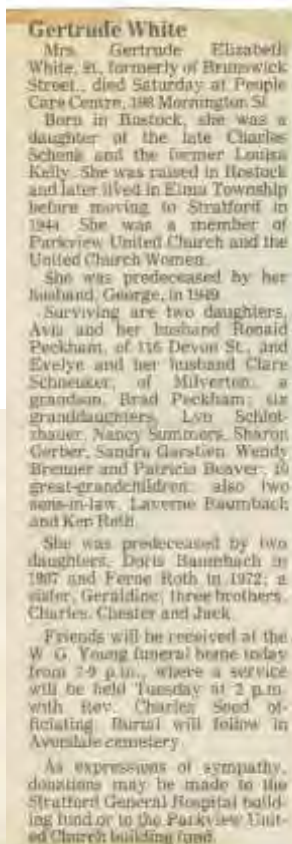 Gertrude White
Mrs. Gertrude Elizabeth
White, formerly of Brunswick
Street, died Saturday at People
Care Centre, 198 Mornington St.
Born in Rostock, she was a
daughter of the late Charles
Schenk and the former Louisa
Kelly. She was raised in Rostock
and later lived in Elma Township
before moving to Stratford in
1944. She was a member of
Parkview United Church and the
United Church Women.
She was predeceased by her
husband, George, in 1949.
Surviving are two daughters,
Avis and her husband Ronald
Peckham, of 116 Devon St., and
Evelyn and her husband Clare
Schneuker, of Milverton, a
grandson, Brad Peckham; six
granddaughters, Lyn Schlot-
zhauer, Nancy Summers, Sharon
Gerber, Sandra Garstien, Wendy
Brenner and Patricia Beaver,
great-grandchildren; also two
sons-in-law, Laverne Baumbach
and Ken Roth.
She was predeceased by two
daughters, Doris Baumbach in
1987 and Ferne Roth in 1972; a
sister, Geraldine; three brothers,
Charles, Chester and Jack.
Friends will be received at the
W. G. Young funeral home today
from 7-9 p.m., where a service
will be held Tuesday at 2 p.m.
with Rev. Charles Seed of-
ficiating. Burial will follow in
Avondale cemetery.
As expressions of sympathy,
donations may be made to the
Stratford General Hospital build-
ing fund or to the Parkview Unit-
ed Church building fund.